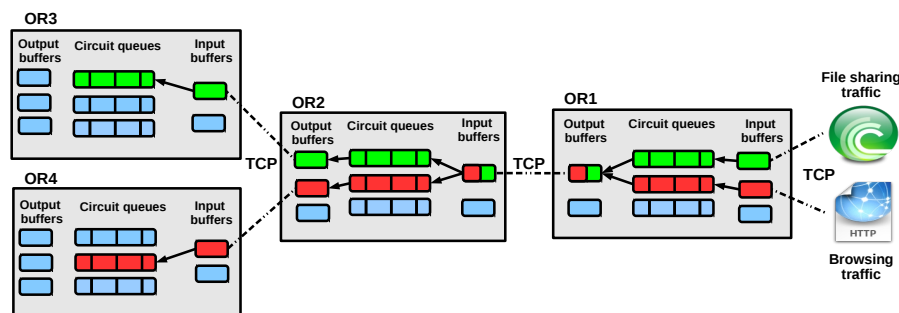 OR3
Output buffers
Circuit queues
Input buffers
OR4
Output buffers
Circuit queues
Input buffers
TCP
OR2
Output buffers
Circuit queues
Input buffers
TCP
OR1
Output buffers
Circuit queues
Input buffers
TCP
File sharing traffic
HTTP
Browsing traffic